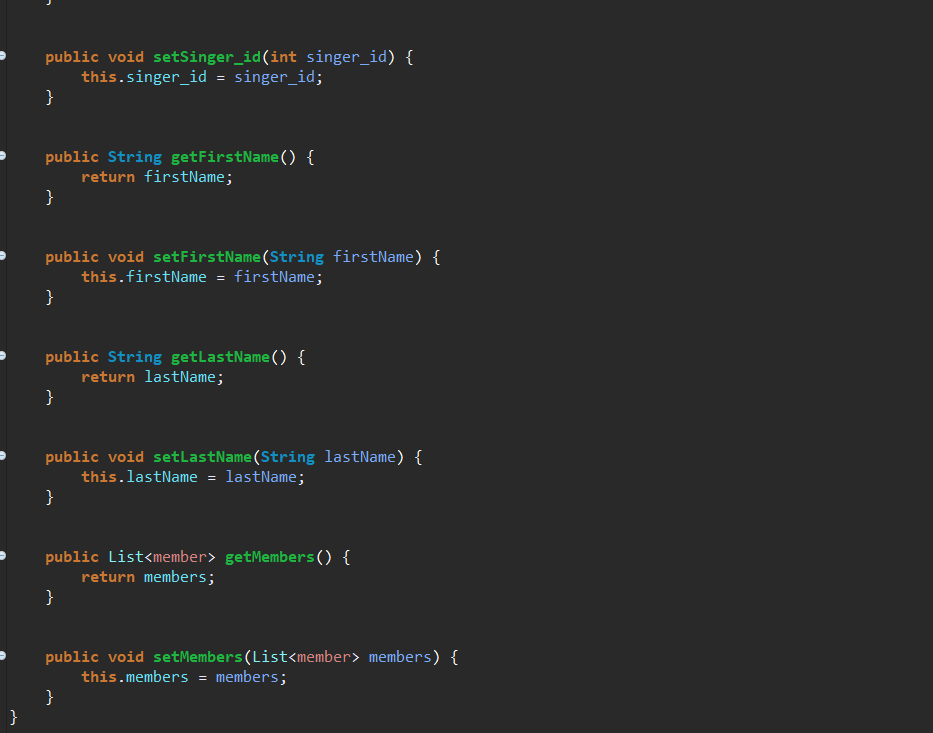 }
public void setSinger_id(int singer_id) {
this.singer_id = singer_id;
}
public String getFirstName() {
return firstName;
}
public void setFirstName(String firstName) {
this.firstName = firstName;
}
public String getLastName() {
return lastName;
}
public void setLastName(String lastName) {
this.lastName = lastName;
}
public List<member> getMembers() {
return members;
}
public void setMembers(List<member> members) {
this.members = members;
}
}